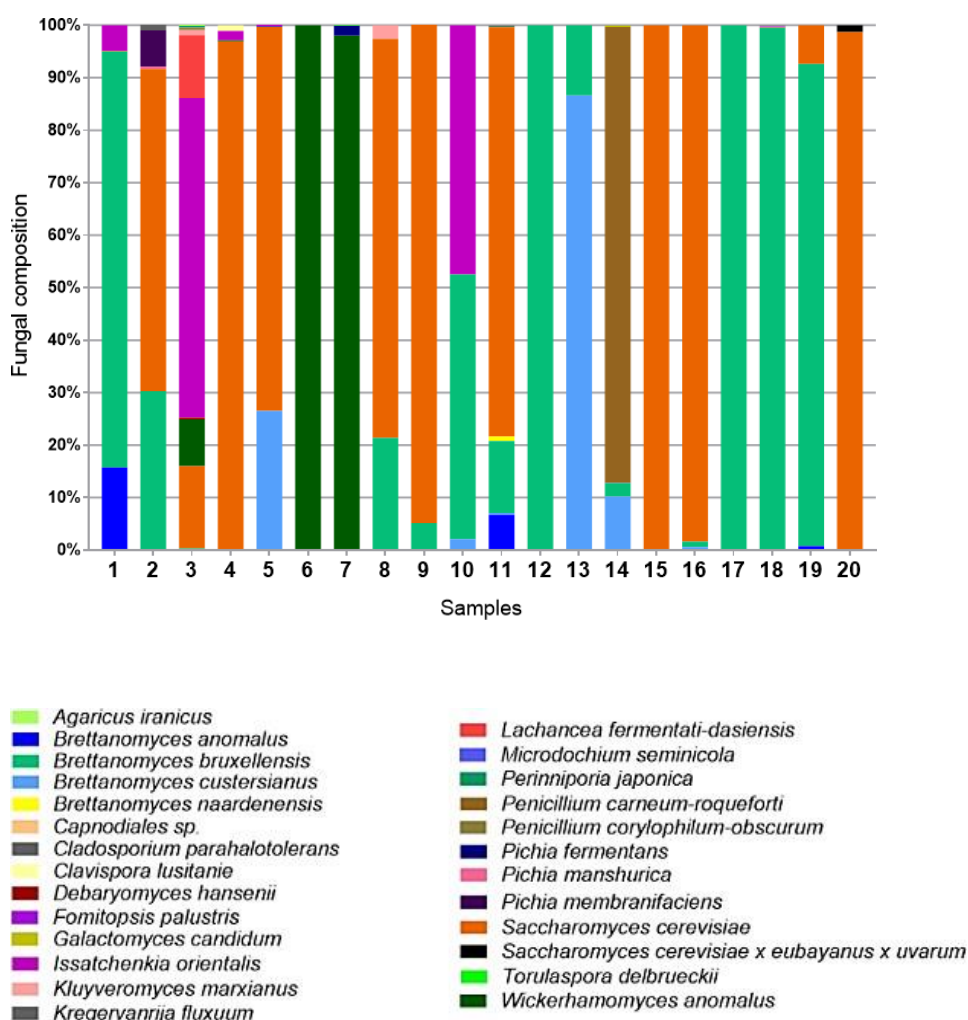 100%
90%
80%
70%
60%
50%
40%
30%
20%
10%
0%
Fungal composition
1 2 3 4 5 6 7 8 9 10 11 12 13 14 15 16 17 18 19 20
Samples
Agaricus iranicus
Brettanomyces anomalus
Brettanomyces bruxellensis
Brettanomyces custersianus
Brettanomyces naardenensis
Capnodiales sp.
Cladosporium parahalotolerans
Clavispora lusitanie
Debaryomyces hansenii
Fomitopsis palustris
Galactomyces candidum
Issatchenkia orientalis
Kluyveromyces marxianus
Kregervanrija fluxuum
Lachancea fermentati-dasiensis
Microdochium seminicola
Perinniporia japonica
Penicillium carneum-roqueforti
Penicillium corylophilum-obscurum
Pichia fermentans
Pichia manshurica
Pichia membranifaciens
Saccharomyces cerevisiae
Saccharomyces cerevisiae x eubayanus x uvarum
Torulaspora delbrueckii
Wickerhamomyces anomalus